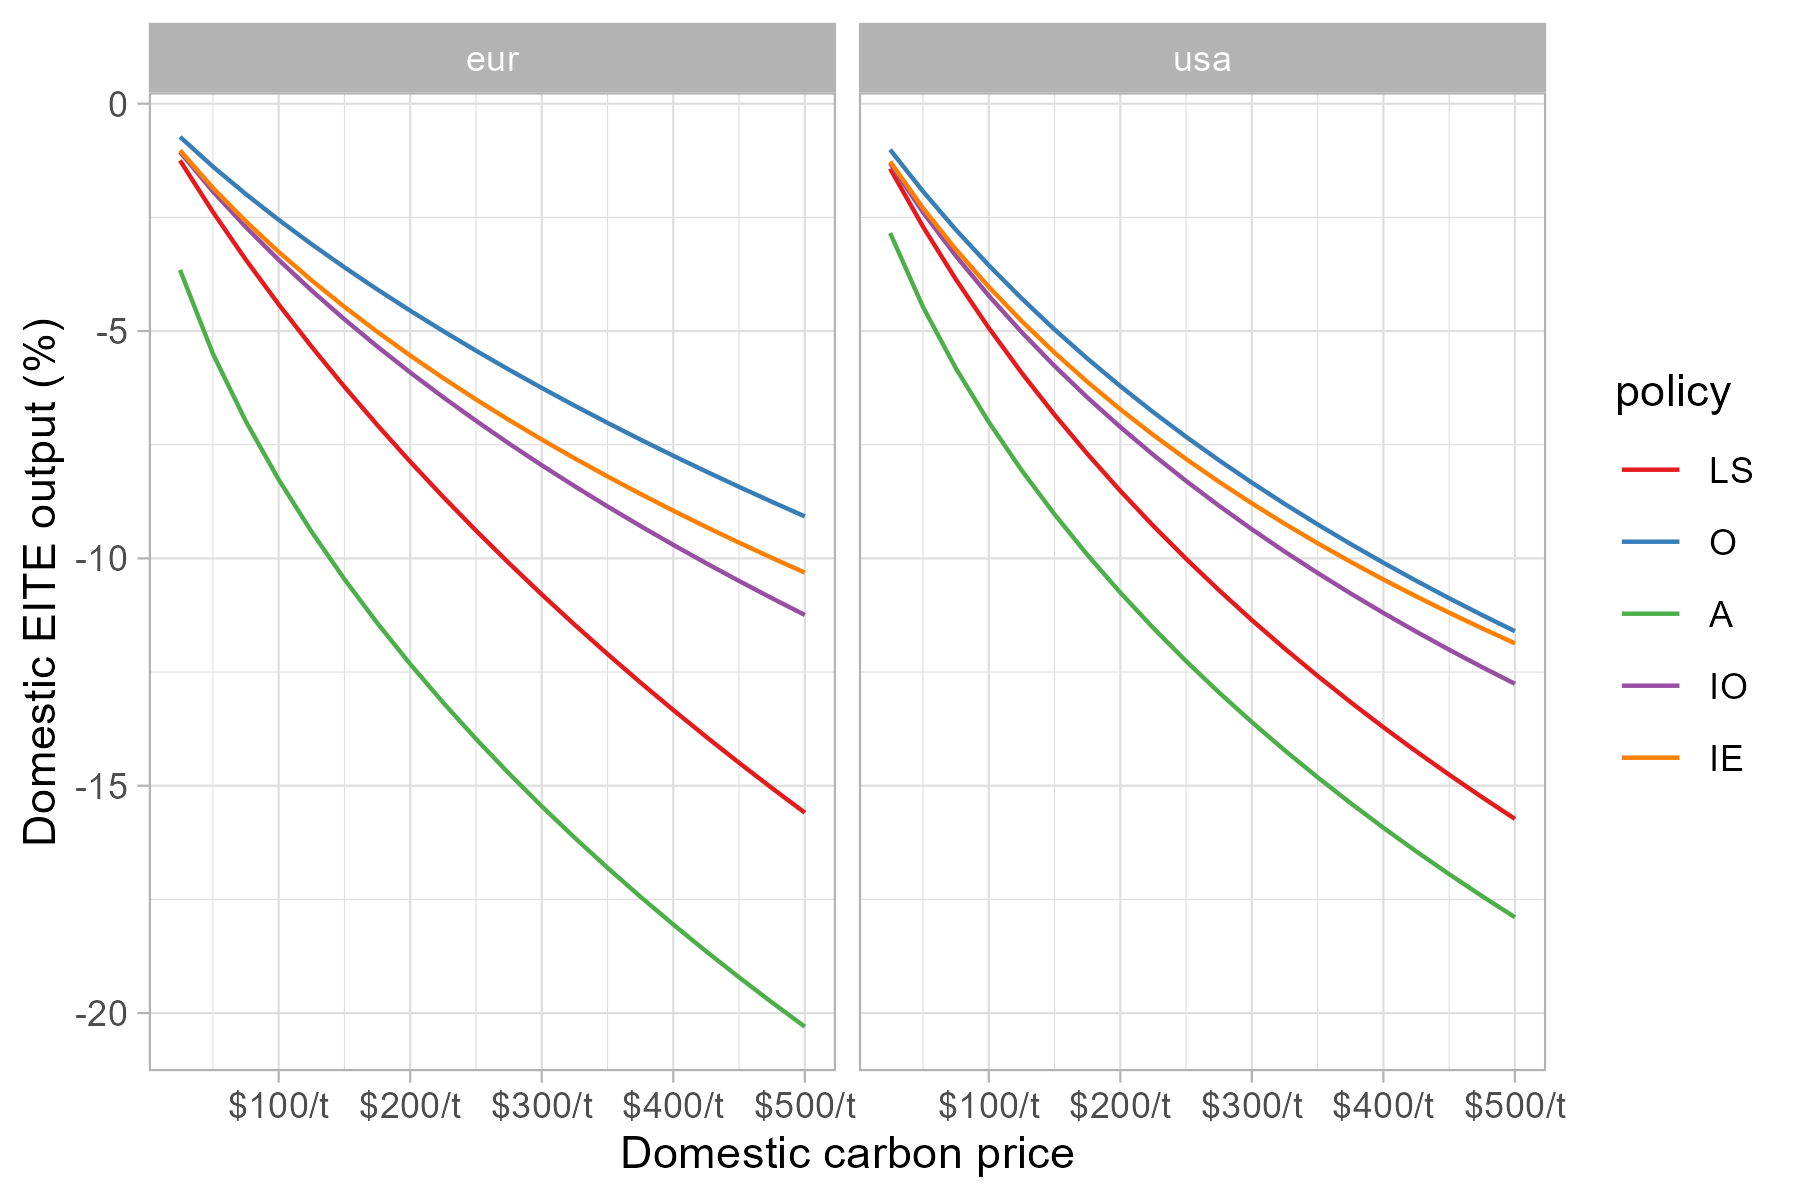 eur
usa
0
-5
-10
-15
-20
Domestic EITE output (%)
$100/t $200/t $300/t $400/t $500/t
$100/t $200/t $300/t $400/t $500/t
Domestic carbon price
policy
LS
O
A
IO
IE